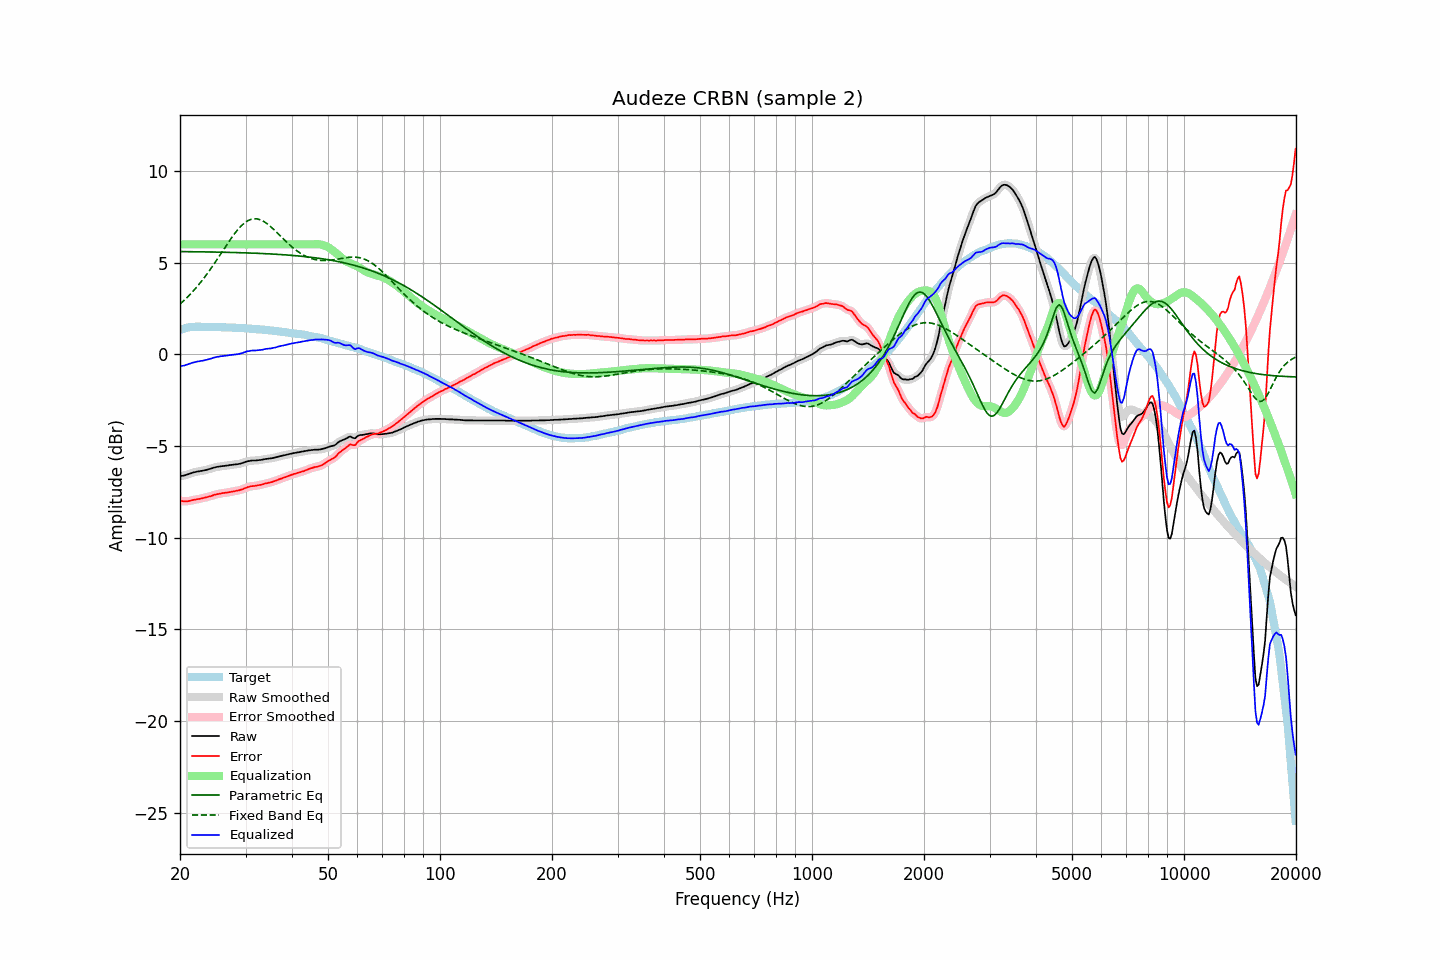 Audeze CRBN (sample 2)
10
5
0
−5
−10
−15
−20
−25
Amplitude (dBr)
Target
Raw Smoothed
Error Smoothed
Raw
Error
Equalization
Parametric Eq
Fixed Band Eq
Equalized
20 50 100 200 500 1000 2000 5000 10000 20000
Frequency (Hz)